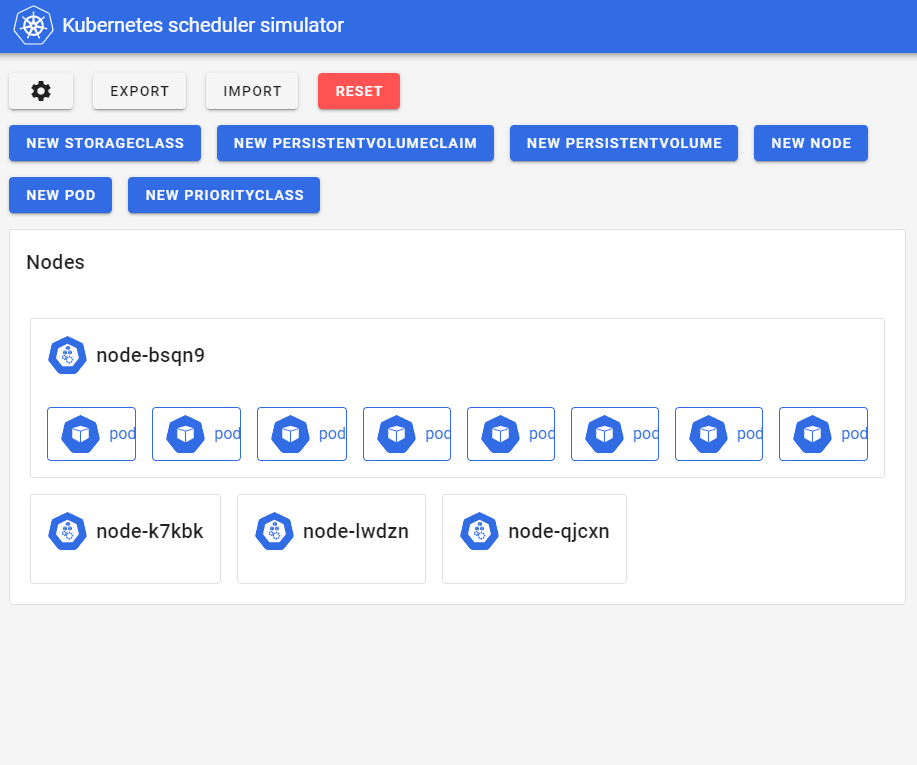 Kubernetes scheduler simulator
EXPORT IMPORT RESET
NEW STORAGECLASS NEW PERSISTENTVOLUMECLAIM NEW PERSISTENTVOLUME NEW NODE
NEW POD NEW PRIORITYCLASS
Nodes
node-bsqn9
pod pod pod pod pod pod pod pod
node-k7kbk node-lwdzn node-qjcxn